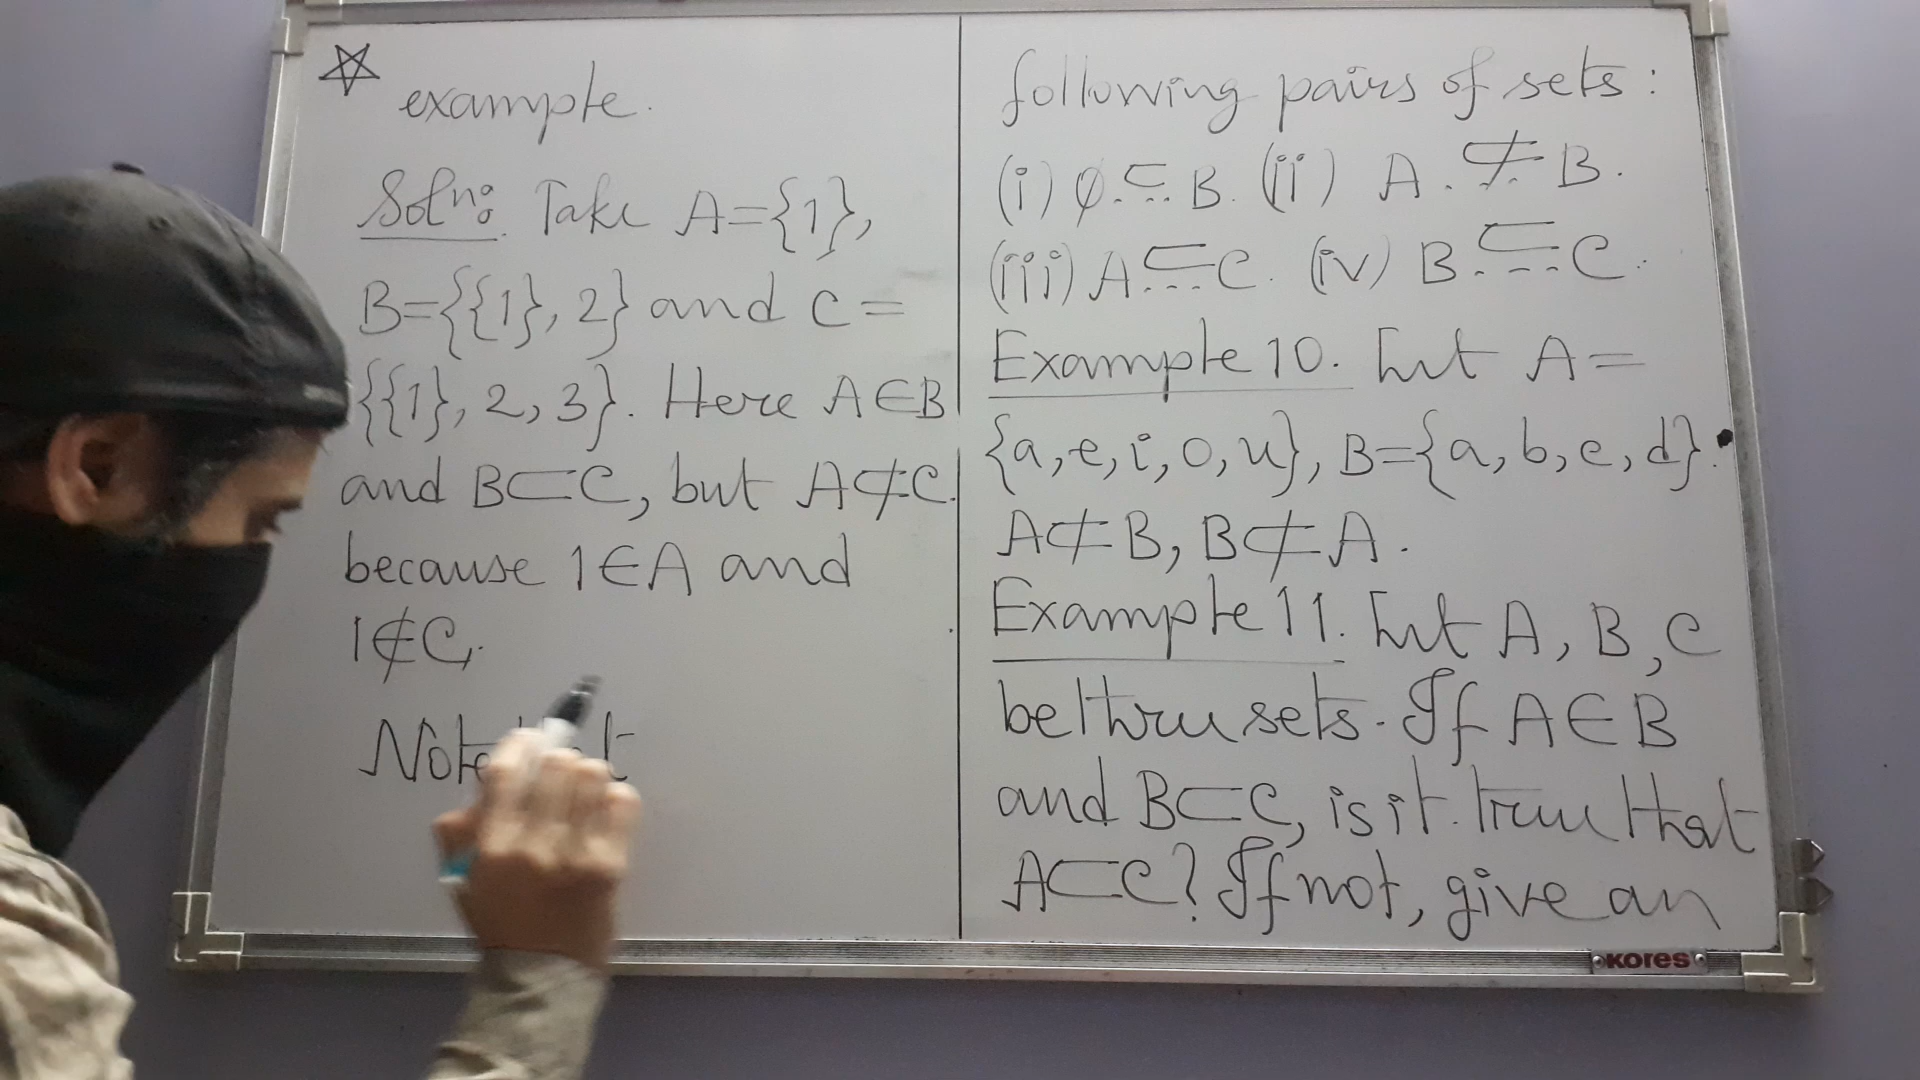 example.
Soln: Take A={1},
B={{1}, 2} and C =
{{1}, 2, 3}. Here A∈B
and B⊂C, but A⊄C.
because 1∈A and
1∉C.
Note
following pairs of sets :
(i) φ.⊂.B. (ii) A.⊄.B.
(iii) A⊂C. (iv) B.⊂.C.
Example 10. Let A=
{a, e, i, o, u}, B={a, b, c, d}.
A⊄B, B⊄A.
Example 11. Let A, B, C
be three sets. If A∈B
and B⊂C, is it true that
A⊂C? If not, give an
KORES